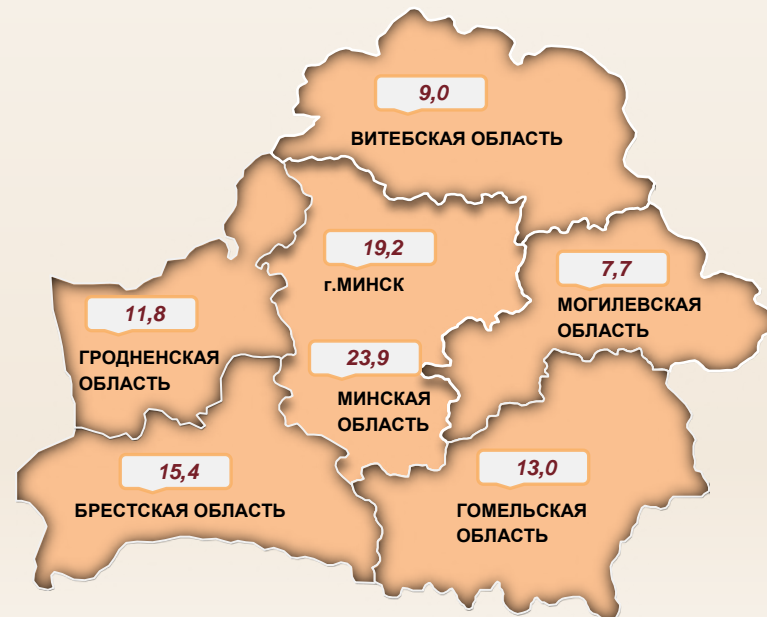 9,0
ВИТЕБСКАЯ ОБЛАСТЬ
19,2
г.МИНСК
7,7
МОГИЛЕВСКАЯ
ОБЛАСТЬ
11,8
ГРОДНЕНСКАЯ
ОБЛАСТЬ
23,9
МИНСКАЯ
ОБЛАСТЬ
15,4
БРЕСТСКАЯ ОБЛАСТЬ
13,0
ГОМЕЛЬСКАЯ
ОБЛАСТЬ